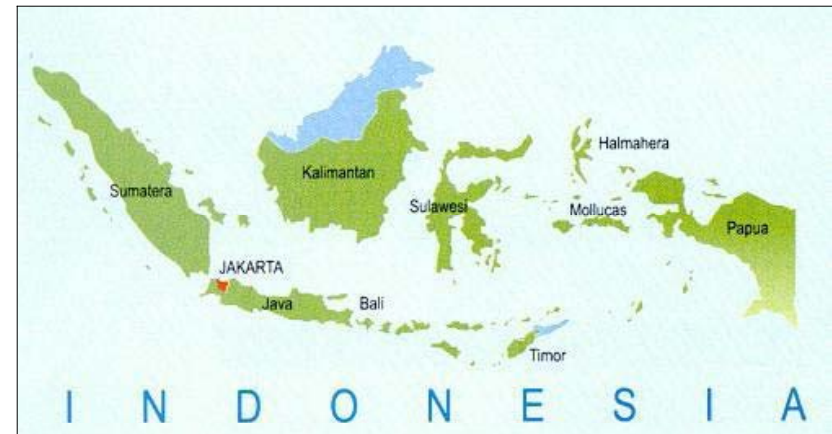 Halmahera
Kalimantan
Sumatera
Sulawesi
Mollucas
Papua
JAKARTA
Java
Bali
Timor
I N D O N E S I A